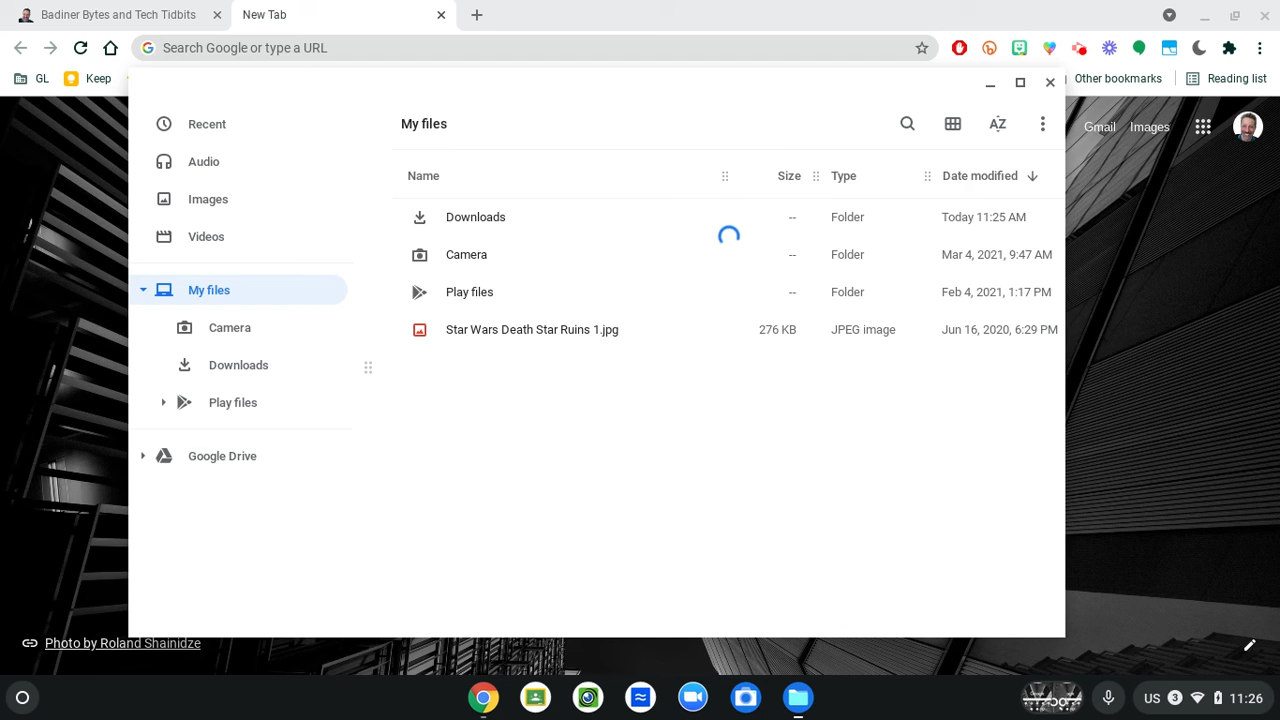 Badiner Bytes and Tech Tidbits
New Tab
Search Google or type a URL
GL
Keep
Other bookmarks
Reading list
Gmail
Images
My files
Recent
Audio
Images
Videos
My files
Camera
Downloads
Play files
Google Drive
Name Size Type Date modified
Downloads -- Folder Today 11:25 AM
Camera -- Folder Mar 4, 2021, 9:47 AM
Play files -- Folder Feb 4, 2021, 1:17 PM
Star Wars Death Star Ruins 1.jpg 276 KB JPEG image Jun 16, 2020, 6:29 PM
Photo by Roland Shainidze
US 3 11:26